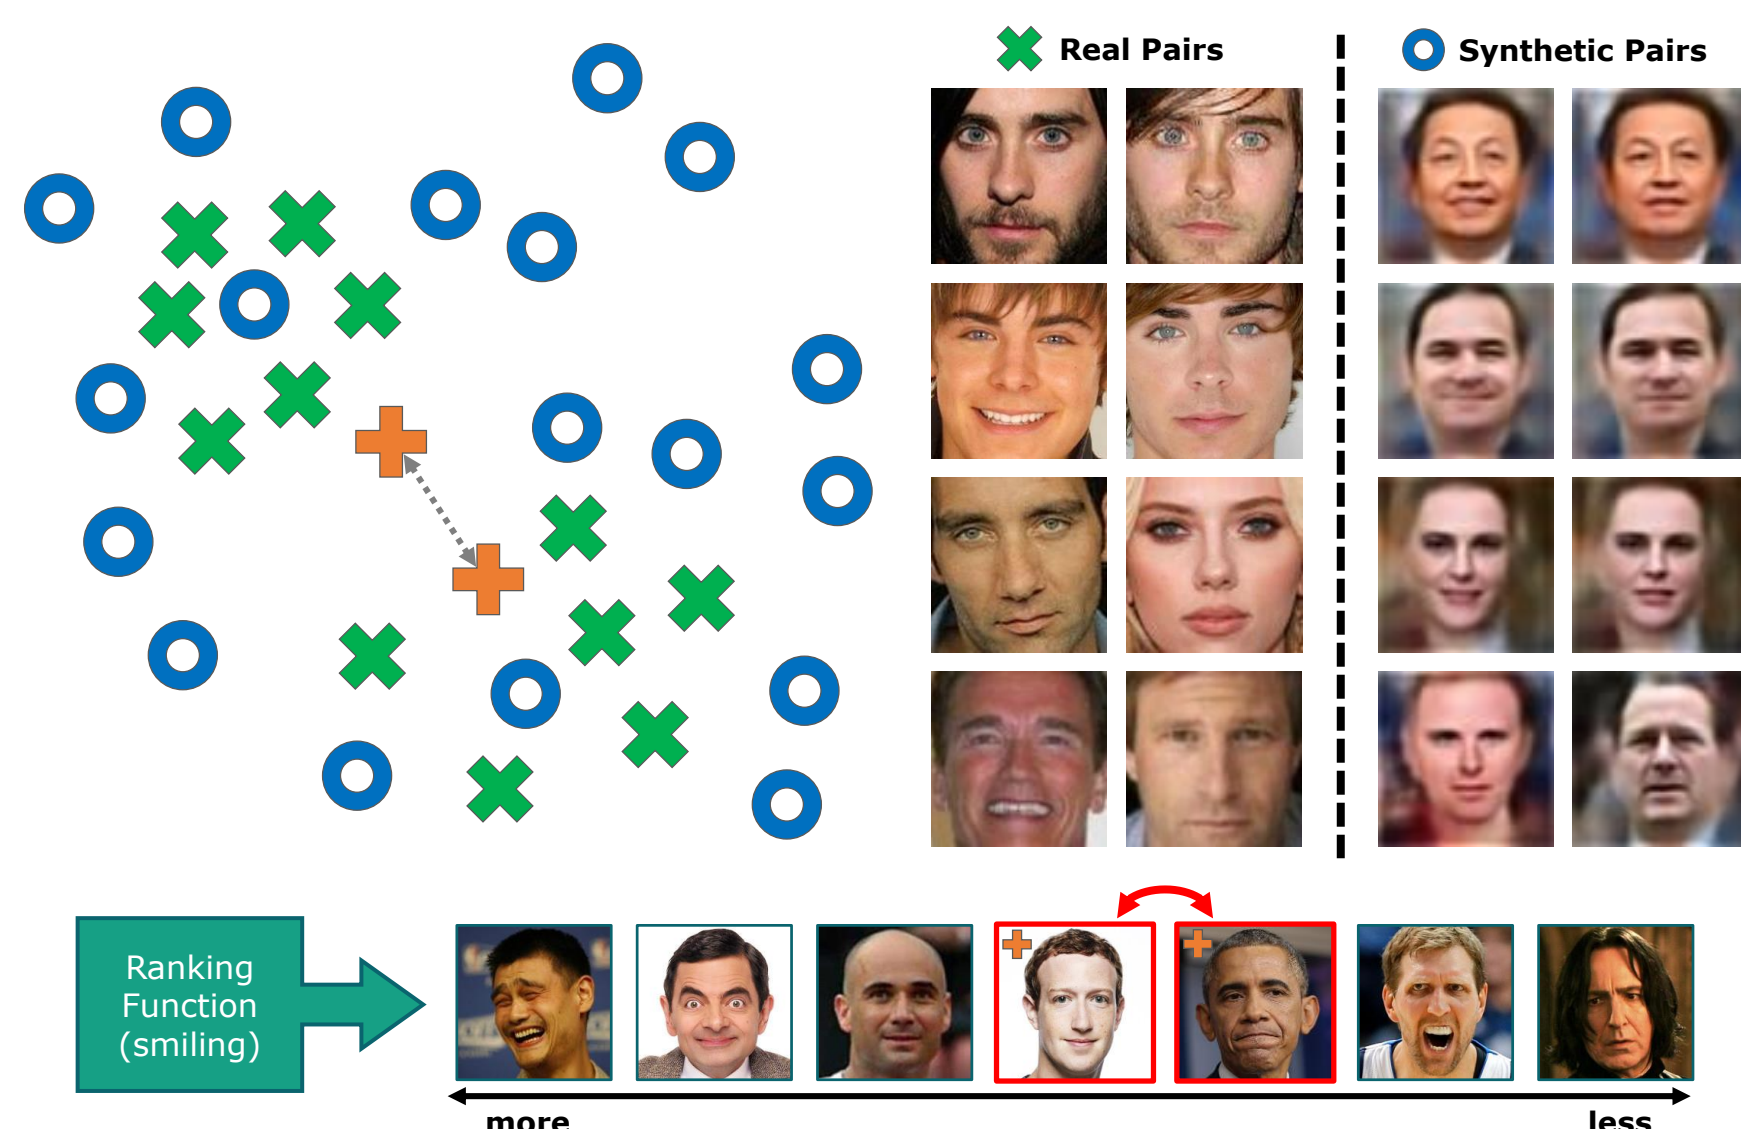 Real Pairs
Synthetic Pairs
Ranking
Function
(smiling)
more
less